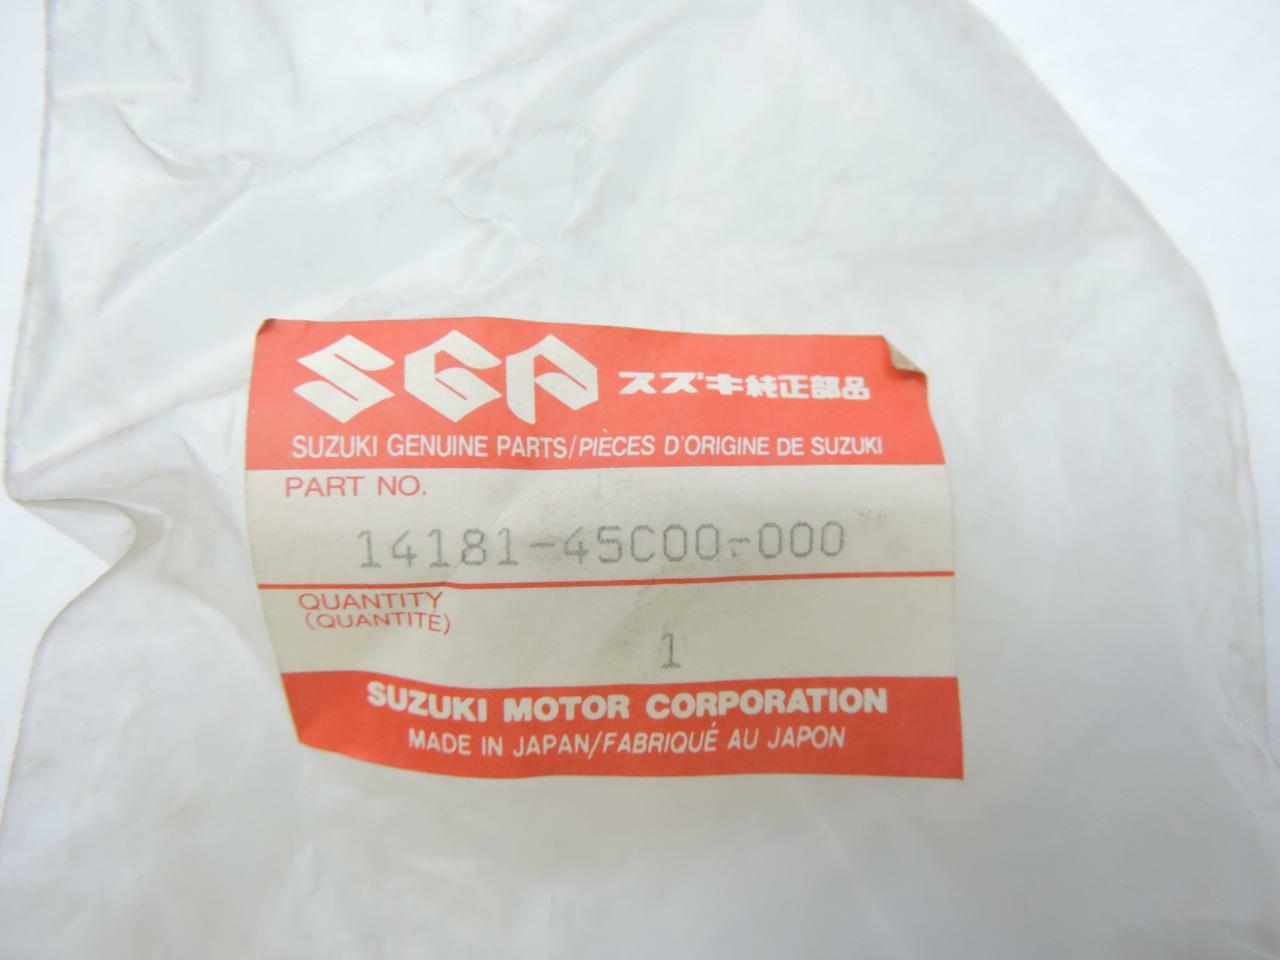 SGP スズキ純正部品
SUZUKI GENUINE PARTS/PIÈCES D'ORIGINE DE SUZUKI
PART NO.
14181-45C00-000
QUANTITY
(QUANTITÉ)
1
SUZUKI MOTOR CORPORATION
MADE IN JAPAN/FABRIQUÉ AU JAPON